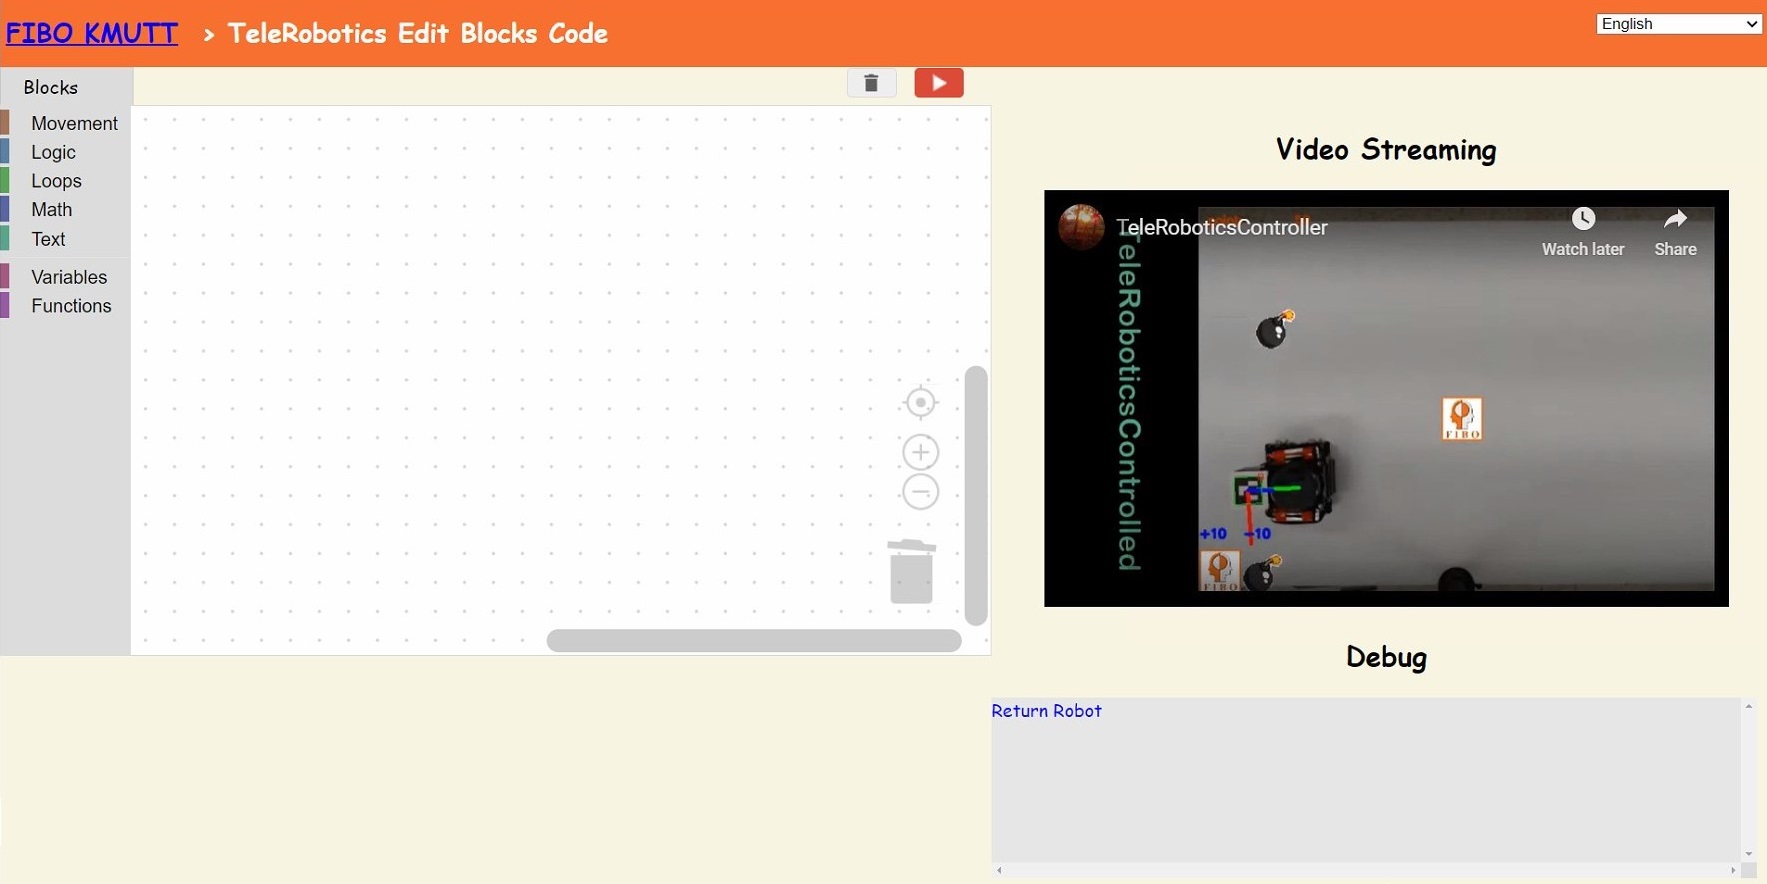 FIBO KMUTT > TeleRobotics Edit Blocks Code
English
Blocks
Movement
Logic
Loops
Math
Text
Variables
Functions
Video Streaming
TeleRoboticsController
Watch later
Share
TeleRoboticsControlled
FIBO
+10 -10
FIBO
Debug
Return Robot